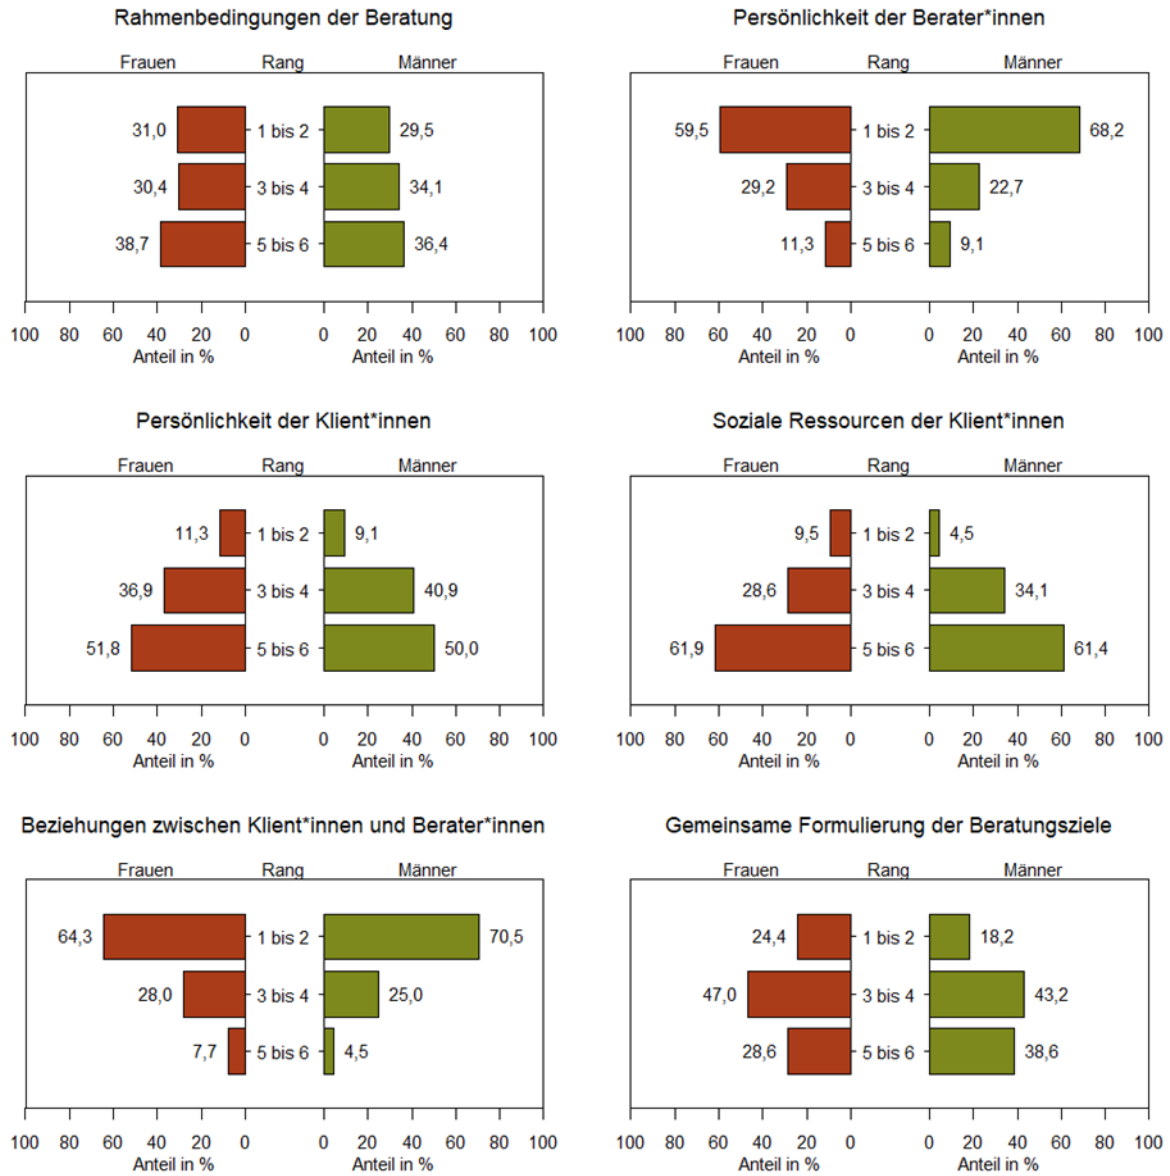 Rahmenbedingungen der Beratung
Frauen Rang Männer
31,0 1 bis 2 29,5
30,4 3 bis 4 34,1
38,7 5 bis 6 36,4
100 80 60 40 20 0 0 20 40 60 80 100
Anteil in % Anteil in %
Persönlichkeit der Berater*innen
Frauen Rang Männer
59,5 1 bis 2 68,2
29,2 3 bis 4 22,7
11,3 5 bis 6 9,1
100 80 60 40 20 0 0 20 40 60 80 100
Anteil in % Anteil in %
Persönlichkeit der Klient*innen
Frauen Rang Männer
11,3 1 bis 2 9,1
36,9 3 bis 4 40,9
51,8 5 bis 6 50,0
100 80 60 40 20 0 0 20 40 60 80 100
Anteil in % Anteil in %
Soziale Ressourcen der Klient*innen
Frauen Rang Männer
9,5 1 bis 2 4,5
28,6 3 bis 4 34,1
61,9 5 bis 6 61,4
100 80 60 40 20 0 0 20 40 60 80 100
Anteil in % Anteil in %
Beziehungen zwischen Klient*innen und Berater*innen
Frauen Rang Männer
64,3 1 bis 2 70,5
28,0 3 bis 4 25,0
7,7 5 bis 6 4,5
100 80 60 40 20 0 0 20 40 60 80 100
Anteil in % Anteil in %
Gemeinsame Formulierung der Beratungsziele
Frauen Rang Männer
24,4 1 bis 2 18,2
47,0 3 bis 4 43,2
28,6 5 bis 6 38,6
100 80 60 40 20 0 0 20 40 60 80 100
Anteil in % Anteil in %